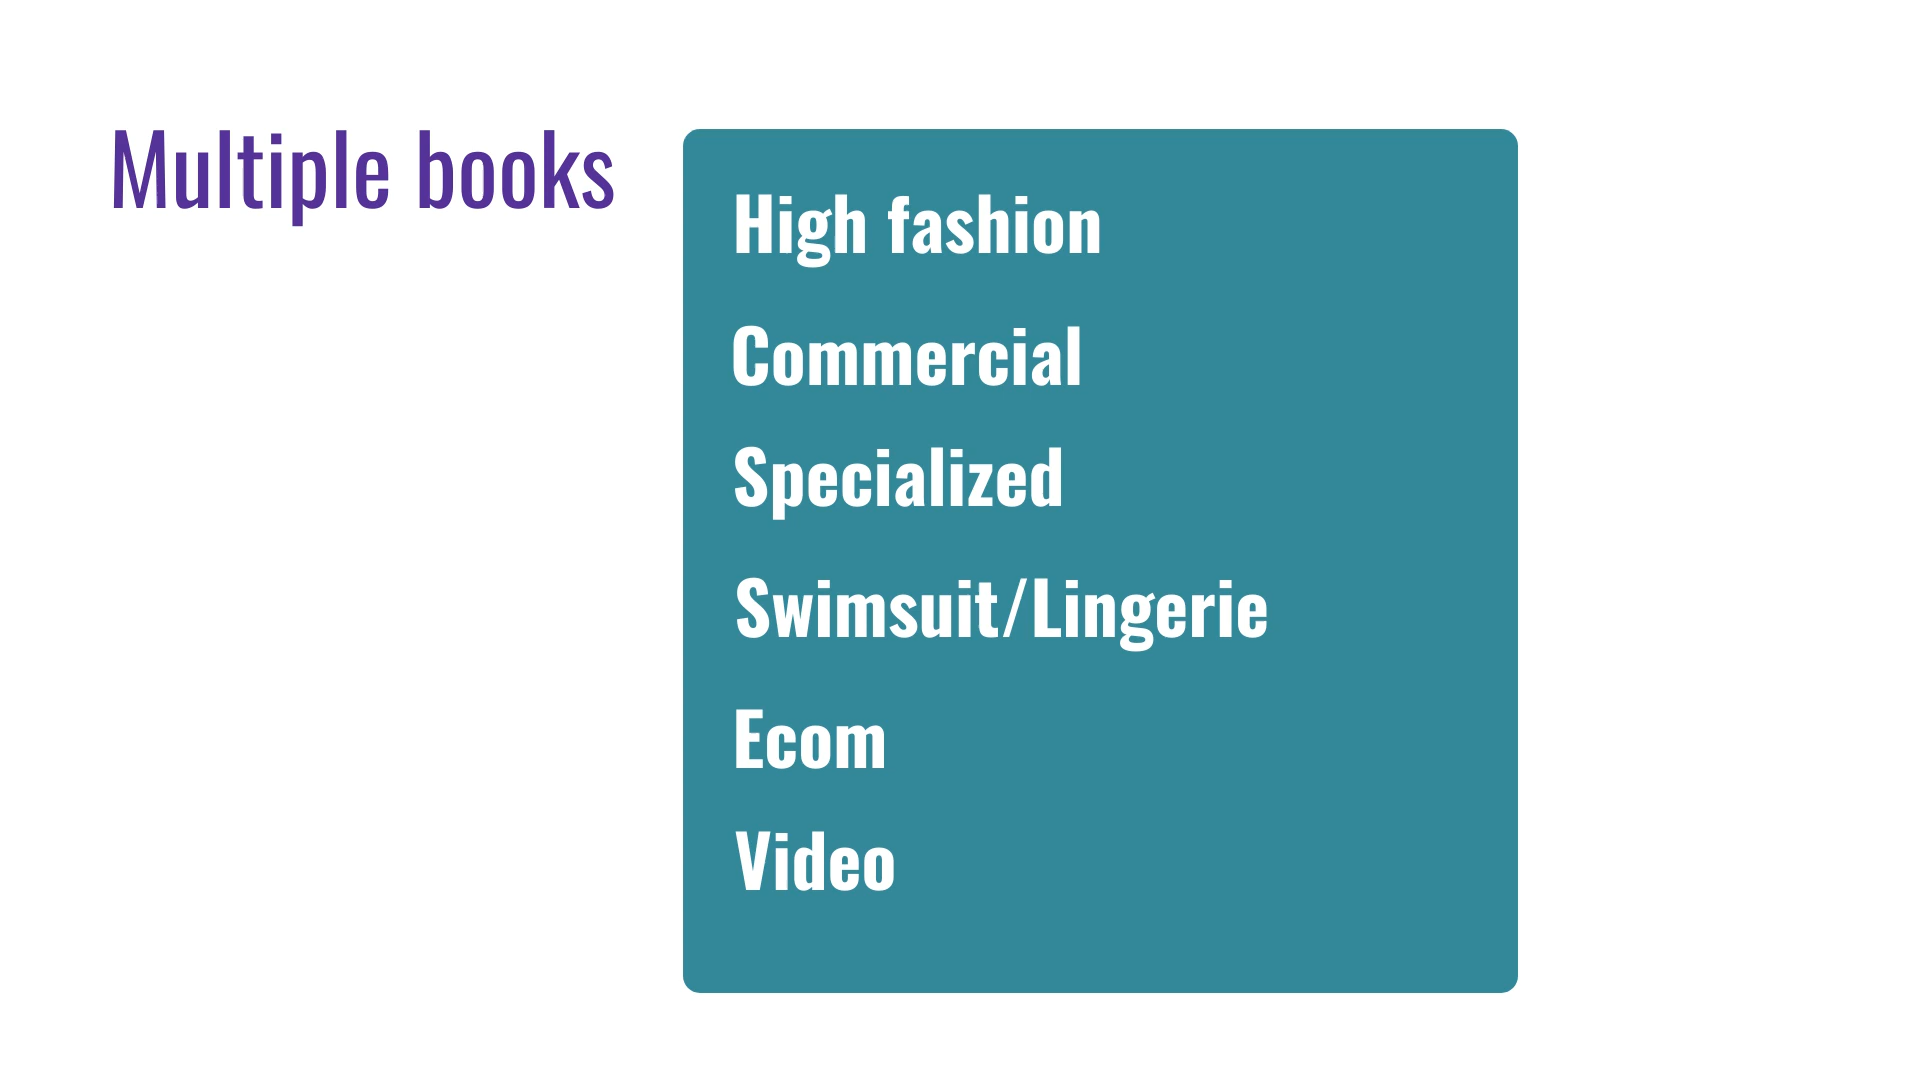 Multiple books
High fashion
Commercial
Specialized
Swimsuit/Lingerie
Ecom
Video